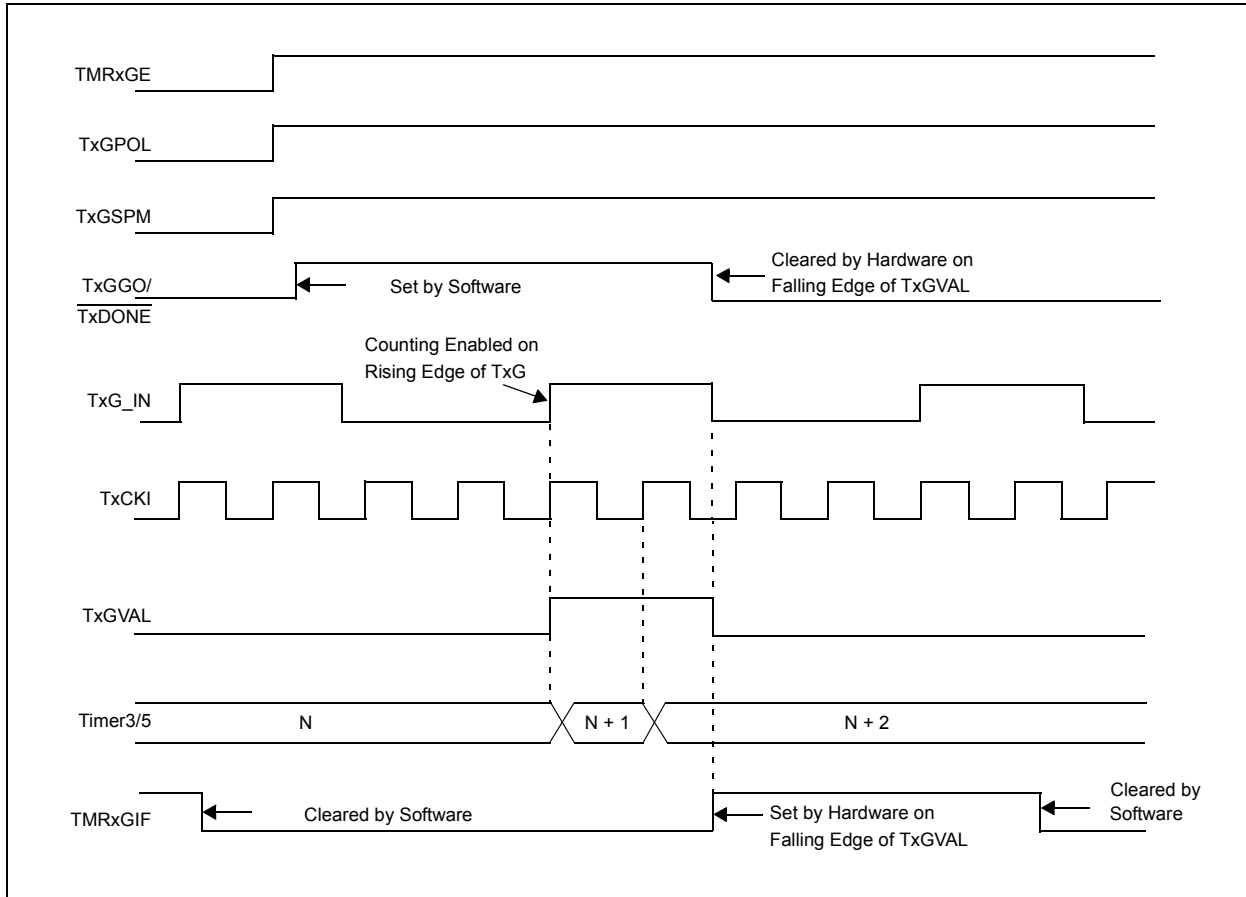 TMRxGE
TxGPOL
TxGSPM
TxGGO/
TxDONE
Set by Software
Cleared by Hardware on
Falling Edge of TxGVAL
Counting Enabled on
Rising Edge of TxG
TxG_IN
TxCKI
TxGVAL
Timer3/5
N
N + 1
N + 2
TMRxGIF
Cleared by Software
Set by Hardware on
Falling Edge of TxGVAL
Cleared by
Software